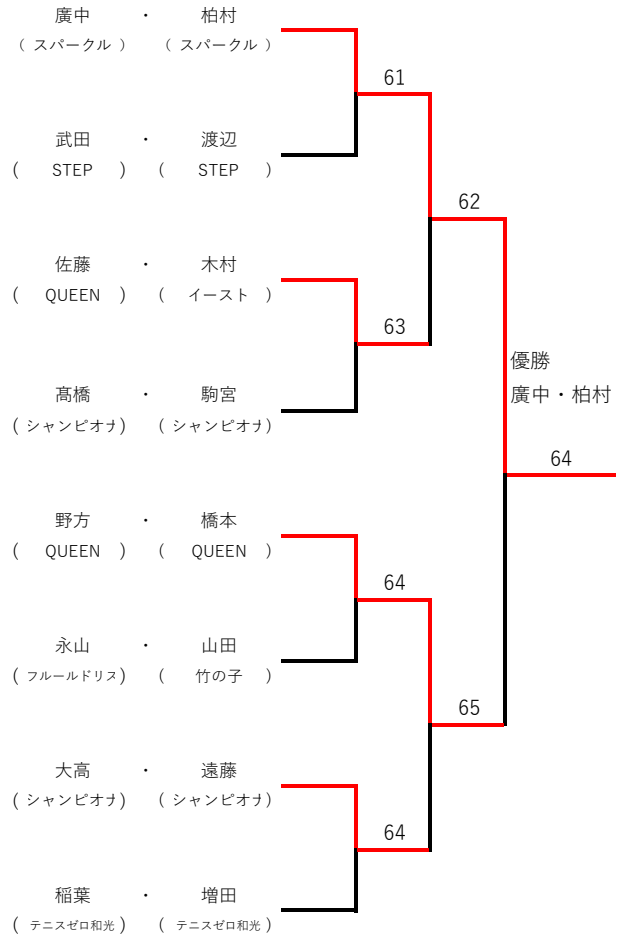 廣中 ・ 柏村
( スパークル ) ( スパークル )
61
武田 ・ 渡辺
( STEP ) ( STEP )
62
佐藤 ・ 木村
( QUEEN ) ( イースト )
63
優勝
髙橋 ・ 駒宮
廣中・柏村
( シャンピオナ ) ( シャンピオナ )
64
野方 ・ 橋本
( QUEEN ) ( QUEEN )
64
永山 ・ 山田
( フルールドリス ) ( 竹の子 )
65
大高 ・ 遠藤
( シャンピオナ ) ( シャンピオナ )
64
稲葉 ・ 増田
( テニスゼロ和光 ) ( テニスゼロ和光 )